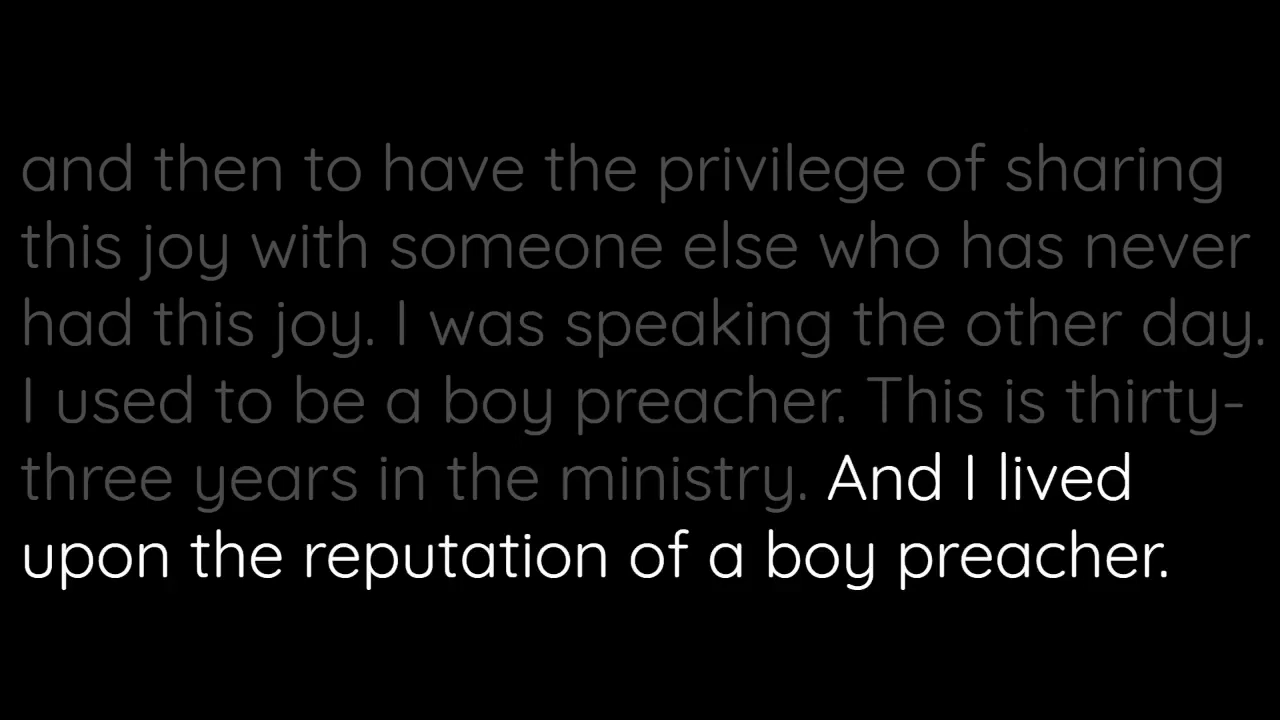 and then to have the privilege of sharing
this joy with someone else who has never
had this joy. I was speaking the other day.
I used to be a boy preacher. This is thirty-
three years in the ministry. And I lived
upon the reputation of a boy preacher.